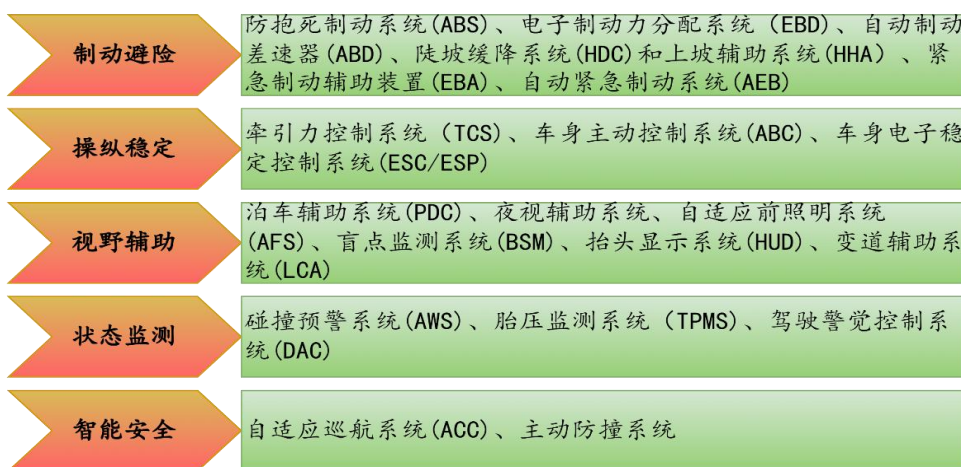 制动避险
防抱死制动系统(ABS)、电子制动力分配系统 (EBD)、自动制动
差速器(ABD)、陡坡缓降系统(HDC)和上坡辅助系统(HHA) 、紧
急制动辅助装置(EBA)、自动紧急制动系统(AEB)
操纵稳定
牵引力控制系统 (TCS)、车身主动控制系统(ABC)、车身电子稳
定控制系统(ESC/ESP)
视野辅助
泊车辅助系统(PDC)、夜视辅助系统、自适应前照明系统
(AFS)、盲点监测系统(BSM)、抬头显示系统(HUD)、变道辅助系
统(LCA)
状态监测
碰撞预警系统(AWS)、胎压监测系统 (TPMS)、驾驶警觉控制系
统(DAC)
智能安全
自适应巡航系统(ACC)、主动防撞系统